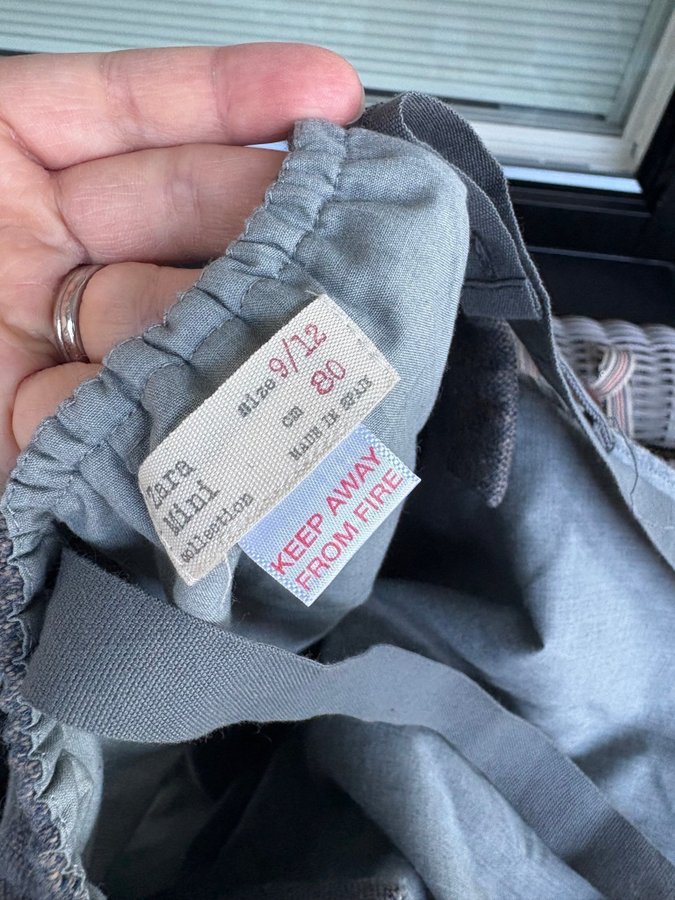 Zara
Mini
Collection
Size 9/12
cm 80
MADE IN SPAIN
KEEP AWAY
FROM FIRE